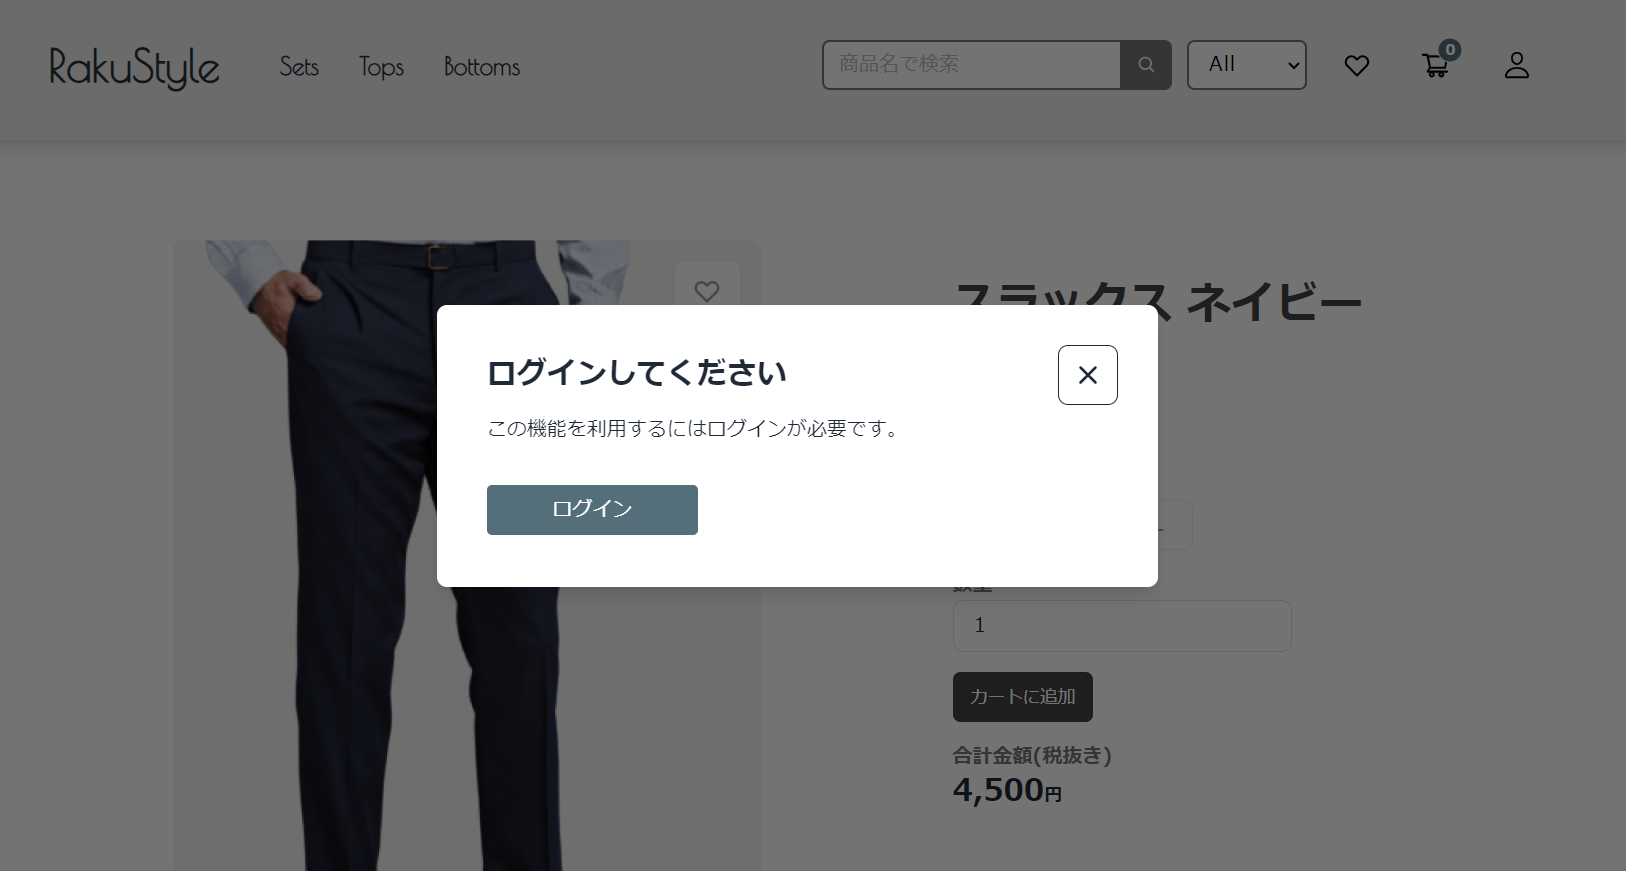 RakuStyle
Sets
Tops
Bottoms
商品名で検索
All
0
スラックス ネイビー
ログインしてください
この機能を利用するにはログインが必要です。
ログイン
数量
1
カートに追加
合計金額(税抜き)
4,500円